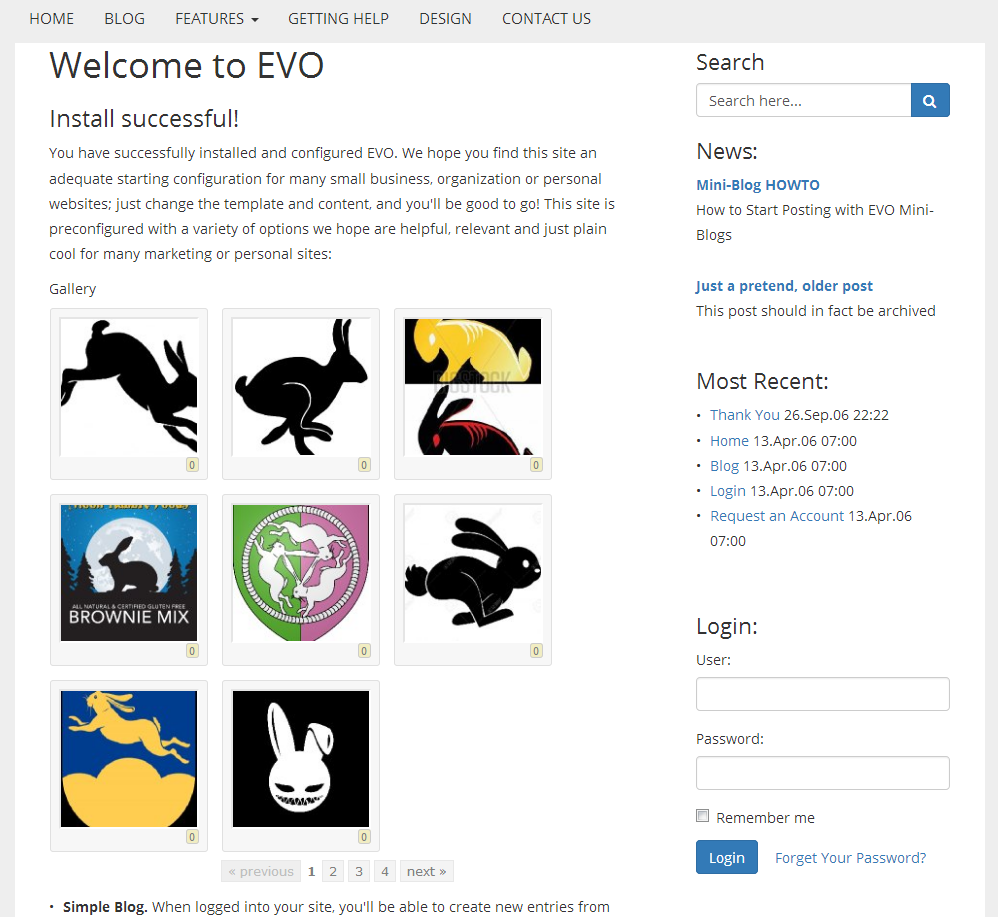 HOME BLOG FEATURES GETTING HELP DESIGN CONTACT US
Welcome to EVO
Install successful!
You have successfully installed and configured EVO. We hope you find this site an
adequate starting configuration for many small business, organization or personal
websites; just change the template and content, and you'll be good to go! This site is
preconfigured with a variety of options we hope are helpful, relevant and just plain
cool for many marketing or personal sites:
Gallery
0
0
0
ALL NATURAL & CERTIFIED GLUTEN FREE
BROWNIE MIX
0
0
0
0
0
« previous 1 2 3 4 next »
• Simple Blog. When logged into your site, you'll be able to create new entries from
Search
Search here...
News:
Mini-Blog HOWTO
How to Start Posting with EVO Mini-
Blogs
Just a pretend, older post
This post should in fact be archived
Most Recent:
• Thank You 26.Sep.06 22:22
• Home 13.Apr.06 07:00
• Blog 13.Apr.06 07:00
• Login 13.Apr.06 07:00
• Request an Account 13.Apr.06
07:00
Login:
User:
Password:
Remember me
Login Forget Your Password?